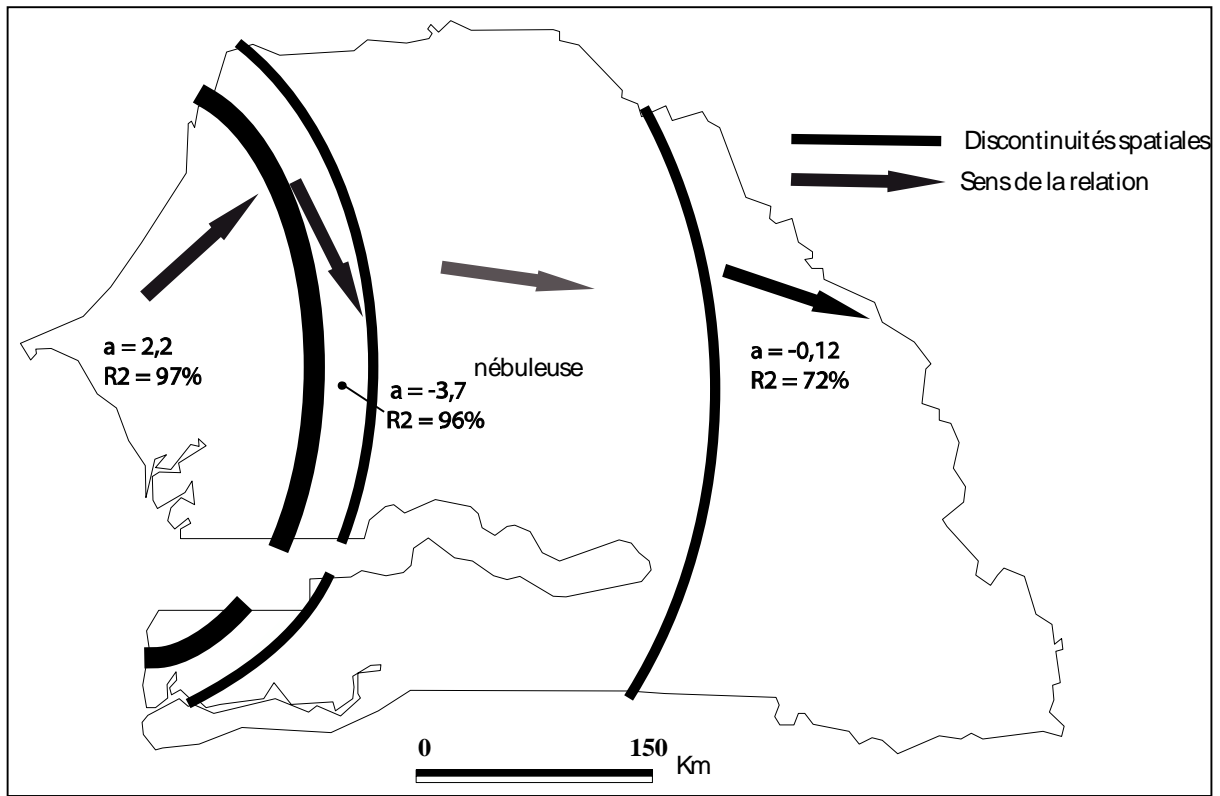 Discontinuités spatiales
Sens de la relation
a = 2,2
R2 = 97%
a = -3,7
R2 = 96%
nébuleuse
a = -0,12
R2 = 72%
0 150 Km